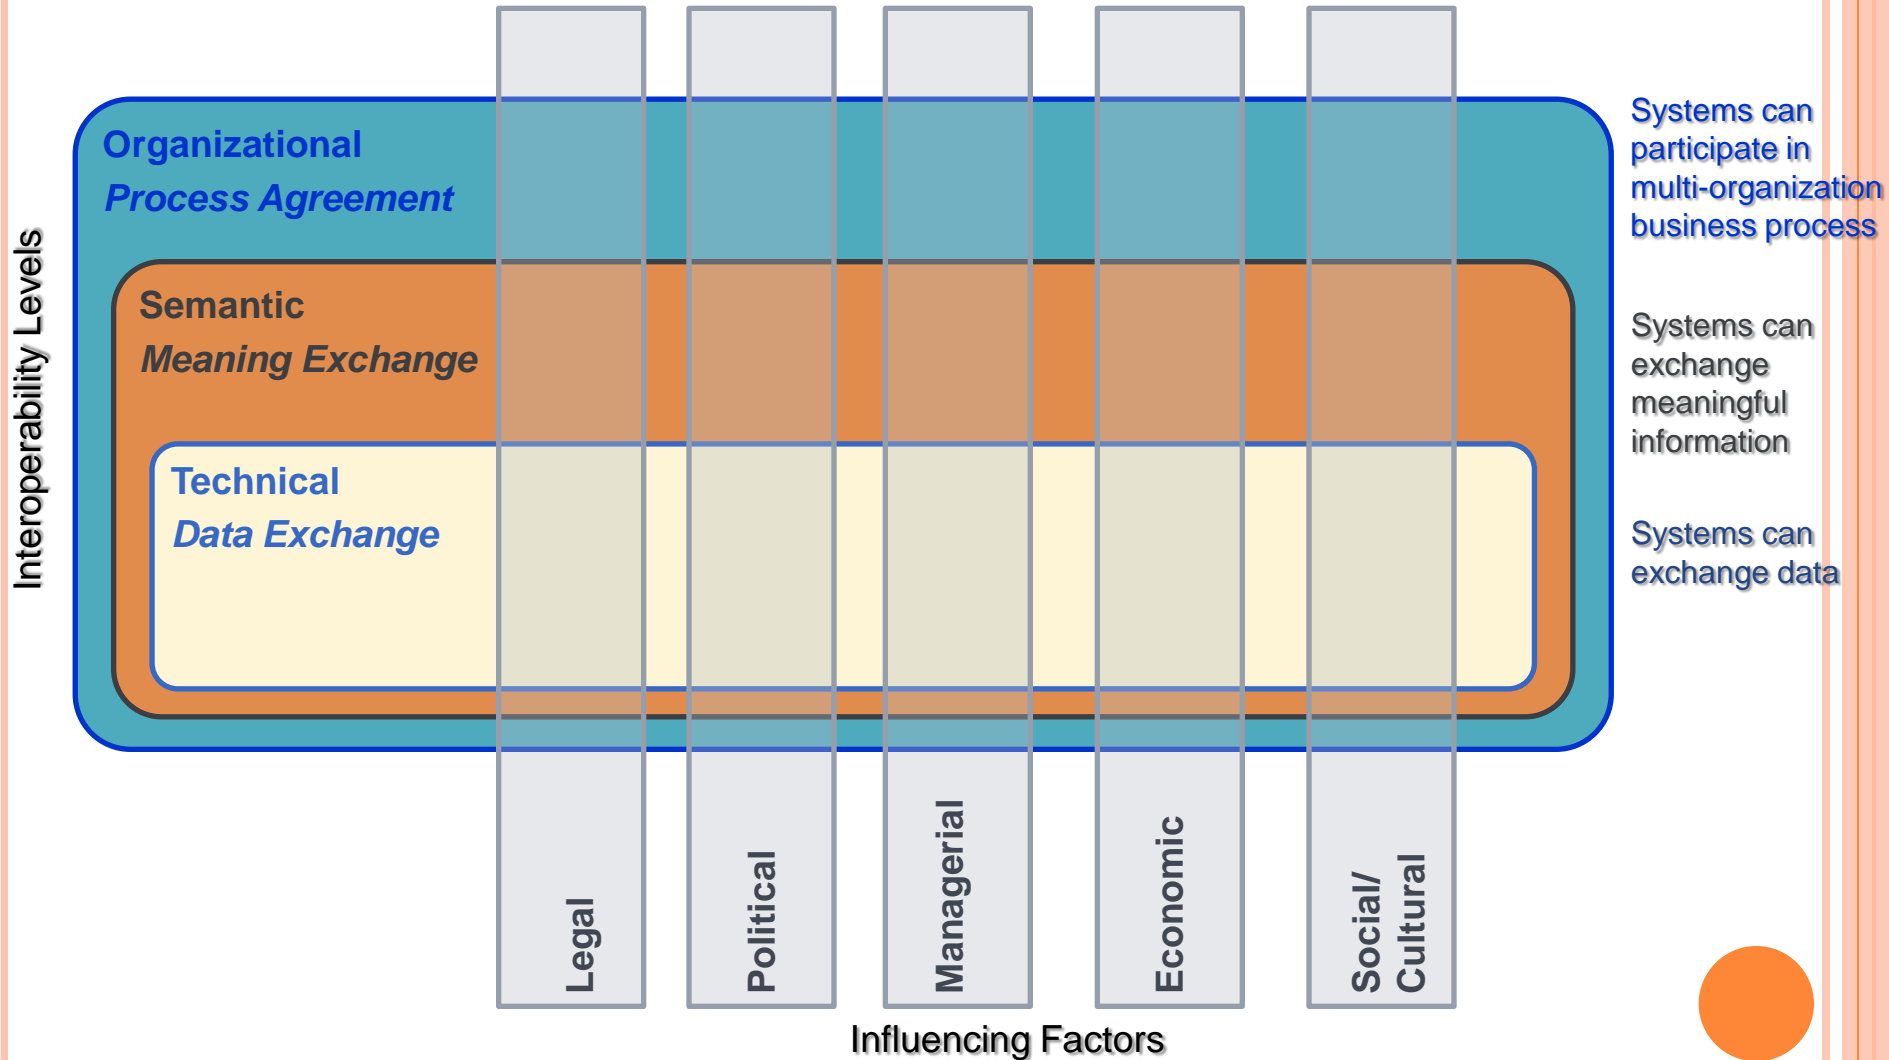 Interoperability Levels
Organizational
Process Agreement
Systems can
participate in
multi-organization
business process
Semantic
Meaning Exchange
Systems can
exchange
meaningful
information
Technical
Data Exchange
Systems can
exchange data
Legal
Political
Managerial
Economic
Social/
Cultural
Influencing Factors